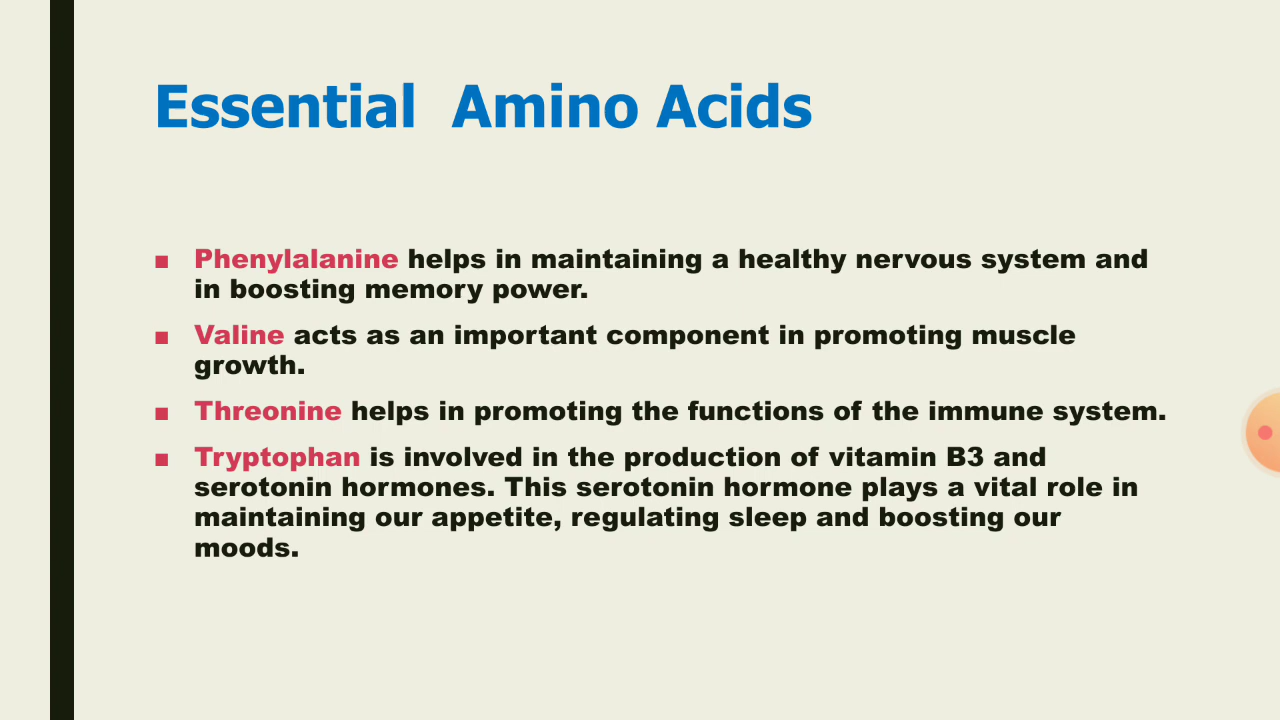 Essential  Amino Acids
▪ Phenylalanine helps in maintaining a healthy nervous system and
in boosting memory power.
▪ Valine acts as an important component in promoting muscle
growth.
▪ Threonine helps in promoting the functions of the immune system.
▪ Tryptophan is involved in the production of vitamin B3 and
serotonin hormones. This serotonin hormone plays a vital role in
maintaining our appetite, regulating sleep and boosting our
moods.